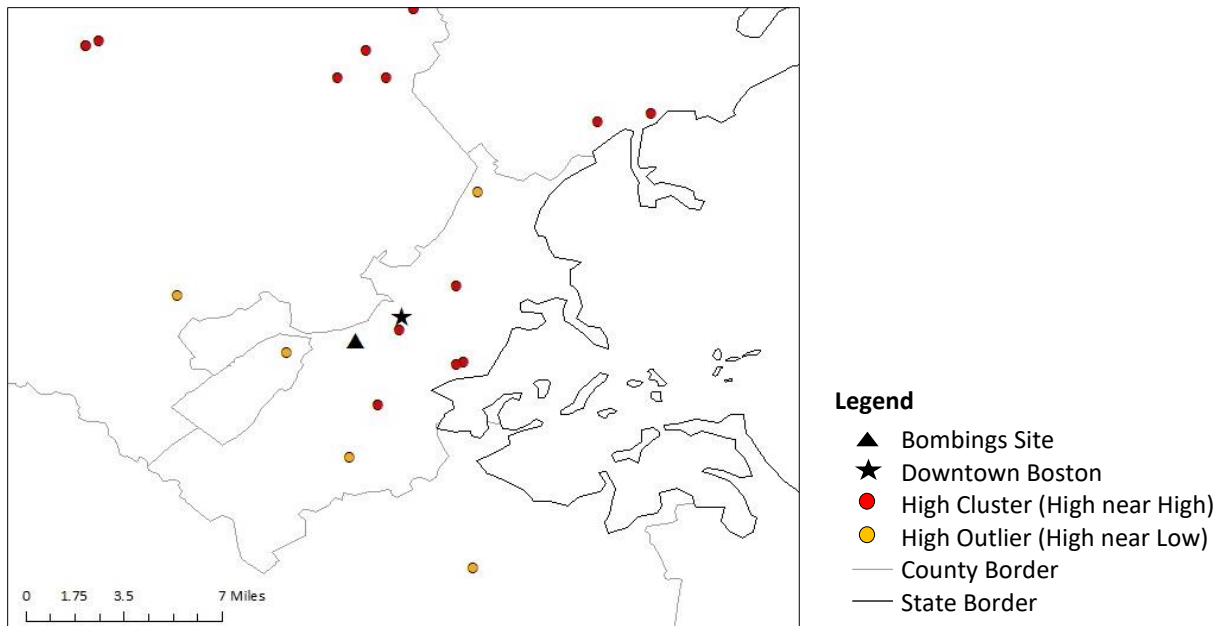 Legend
Bombings Site
Downtown Boston
High Cluster (High near High)
High Outlier (High near Low)
County Border
State Border
0 1.75 3.5 7 Miles